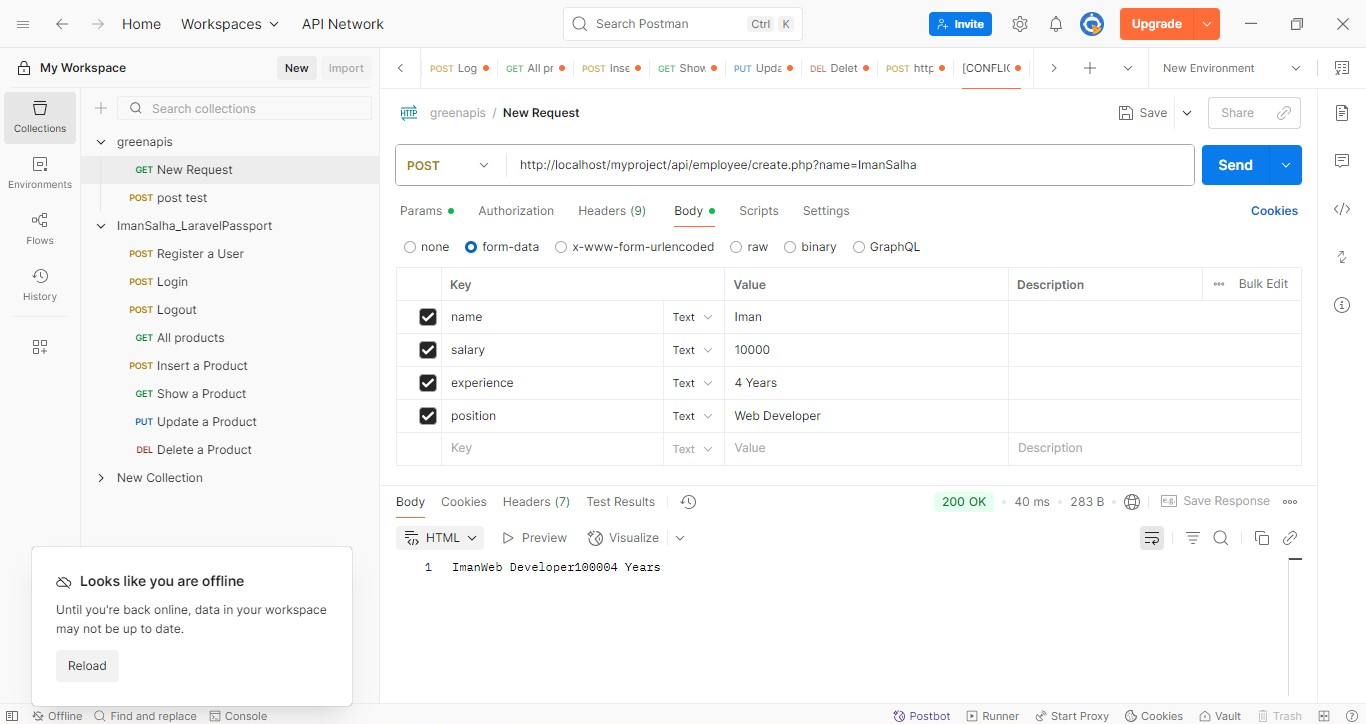 Home Workspaces API Network Search Postman Ctrl K Invite Upgrade
My Workspace New Import
POST Log GET All pr POST Inse GET Show PUT Upda DEL Delet POST http [CONFLIC New Environment
Collections
Environments
Flows
History
Search collections
greenapis
GET New Request
POST post test
ImanSalha_LaravelPassport
POST Register a User
POST Login
POST Logout
GET All products
POST Insert a Product
GET Show a Product
PUT Update a Product
DEL Delete a Product
New Collection
HTTP greenapis / New Request Save Share
POST http://localhost/myproject/api/employee/create.php?name=ImanSalha Send
Params Authorization Headers (9) Body Scripts Settings Cookies
none form-data x-www-form-urlencoded raw binary GraphQL
Key Value Description Bulk Edit
name Text Iman
salary Text 10000
experience Text 4 Years
position Text Web Developer
Key Text Value Description
Body Cookies Headers (7) Test Results 200 OK 40 ms 283 B e.g. Save Response
HTML Preview Visualize
1 ImanWeb Developer100004 Years
Looks like you are offline
Until you're back online, data in your workspace
may not be up to date.
Reload
Offline Find and replace Console Postbot Runner Start Proxy Cookies Vault Trash